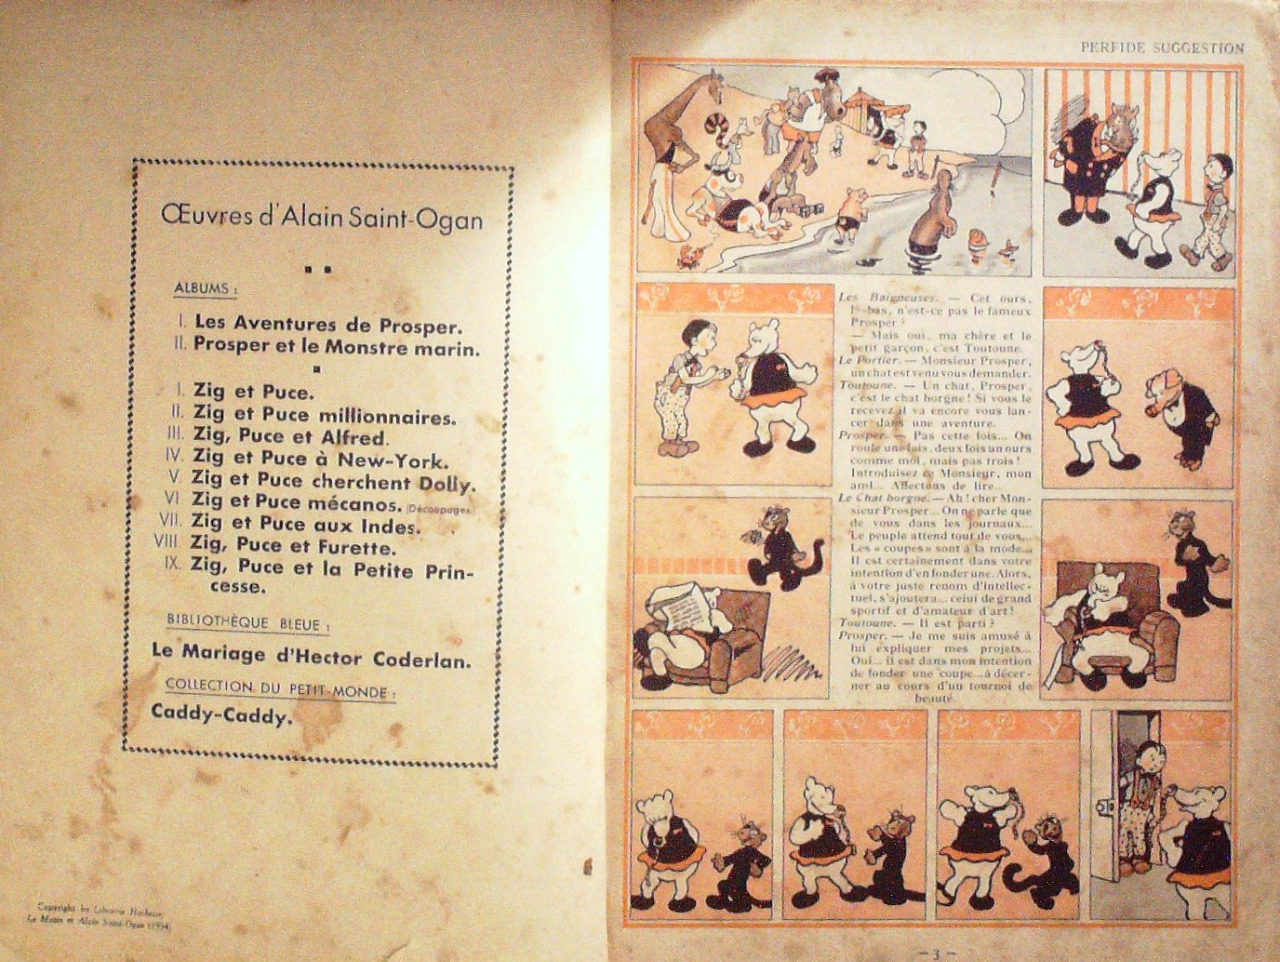 Œuvres d'Alain Saint-Ogan
ALBUMS :
I. Les Aventures de Prosper.
II. Prosper et le Monstre marin.
I. Zig et Puce.
II. Zig et Puce millionnaires.
III. Zig, Puce et Alfred.
IV. Zig et Puce à New-York.
V. Zig et Puce cherchent Dolly.
VI Zig et Puce mécanos. (Découpages)
VII. Zig et Puce aux Indes.
VIII Zig, Puce et Furette.
IX. Zig, Puce et la Petite Prin-
cesse.
BIBLIOTHÈQUE BLEUE :
Le Mariage d'Hector Coderlan.
COLLECTION DU PETIT MONDE :
Caddy-Caddy.
Copyright by Librairie Hachette
Le Matin et Alain Saint-Ogan (1934)
PERFIDE SUGGESTION
Les Baigneuses. — Cet ours,
là-bas, n'est-ce pas le fameux
Prosper ?
— Mais oui, ma chère et le
petit garçon, c'est Toutoune.
Le Portier. — Monsieur Prosper,
un chat est venu vous demander.
Toutoune. — Un chat, Prosper,
c'est le chat borgne ! Si vous le
recevez il va encore vous lan-
cer dans une aventure.
Prosper. — Pas cette fois... On
roule une fois, deux fois un ours
comme moi, mais pas trois !
Introduisez ce Monsieur, mon
ami... Affectons de lire...
Le Chat borgne. — Ah ! cher Mon-
sieur Prosper... On ne parle que
de vous dans les journaux...
Le peuple attend tout de vous...
Les « coupes » sont à la mode...
Il est certainement dans votre
intention d'en fonder une. Alors,
à votre juste renom d'intellec-
tuel, s'ajoutera... celui de grand
sportif et d'amateur d'art !
Toutoune. — Il est parti ?
Prosper. — Je me suis amusé à
lui expliquer mes projets...
Oui... il est dans mon intention
de fonder une coupe... à décer-
ner au cours d'un tournoi de
beauté.
— 3 —